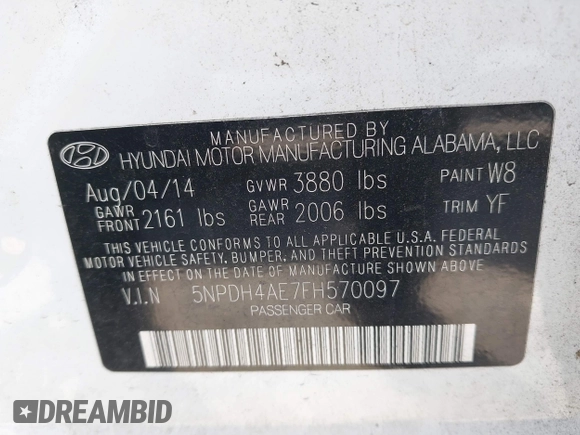 MANUFACTURED BY
HYUNDAI MOTOR MANUFACTURING ALABAMA, LLC
Aug/04/14 GVWR 3880 lbs PAINT W8
GAWR FRONT 2161 lbs GAWR REAR 2006 lbs TRIM YF
THIS VEHICLE CONFORMS TO ALL APPLICABLE U.S.A. FEDERAL
MOTOR VEHICLE SAFETY, BUMPER, AND THEFT PREVENTION STANDARDS
IN EFFECT ON THE DATE OF MANUFACTURE SHOWN ABOVE.
V.I.N 5NPDH4AE7FH570097
PASSENGER CAR
DREAMBID